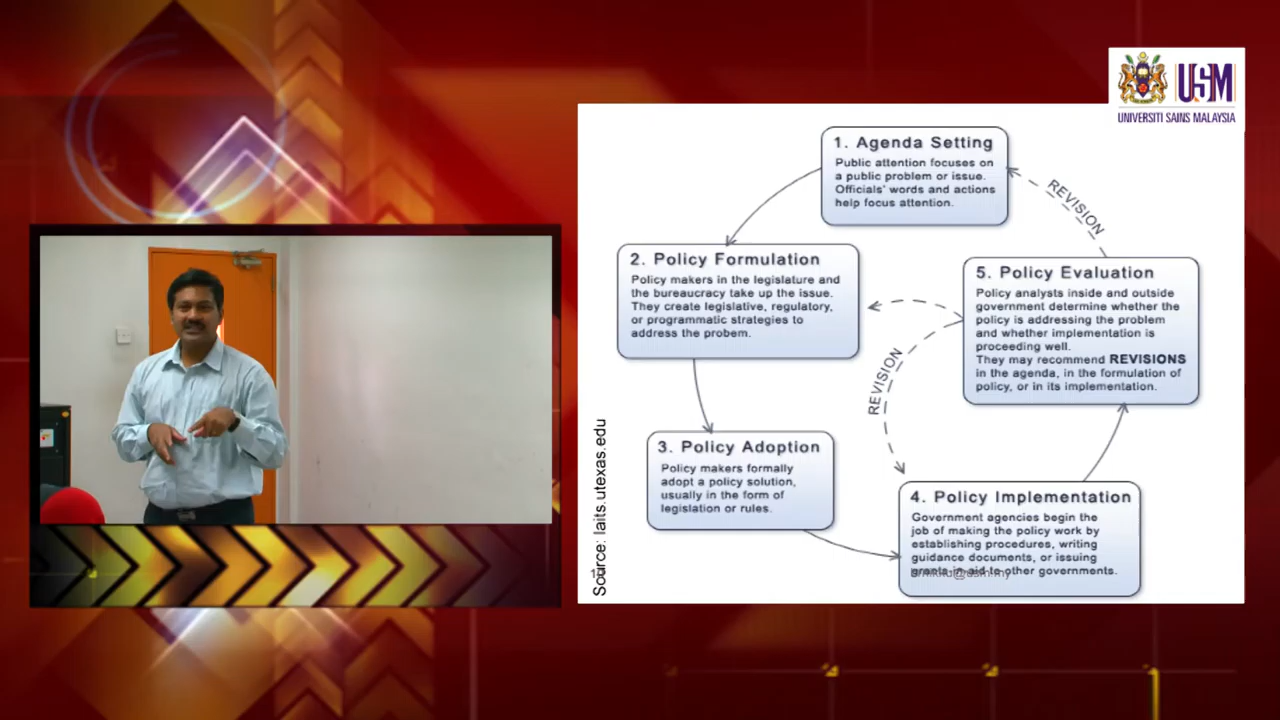 USM
UNIVERSITI SAINS MALAYSIA
1. Agenda Setting
Public attention focuses on
a public problem or issue.
Officials' words and actions
help focus attention.
REVISION
2. Policy Formulation
Policy makers in the legislature and
the bureaucracy take up the issue.
They create legislative, regulatory,
or programmatic strategies to
address the probem.
5. Policy Evaluation
Policy analysts inside and outside
government determine whether the
policy is addressing the problem
and whether implementation is
proceeding well.
They may recommend REVISIONS
in the agenda, in the formulation of
policy, or in its implementation.
REVISION
3. Policy Adoption
Policy makers formally
adopt a policy solution,
usually in the form of
legislation or rules.
4. Policy Implementation
Government agencies begin the
job of making the policy work by
establishing procedures, writing
guidance documents, or issuing
grants-in-aid to other governments.
Source: laits.utexas.edu